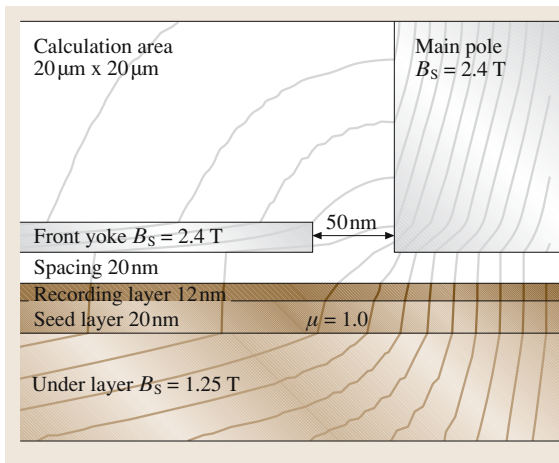 Calculation area
20 µm x 20 µm
Main pole
B_S = 2.4 T
50 nm
Front yoke B_S = 2.4 T
Spacing 20 nm
Recording layer 12 nm
Seed layer 20 nm μ = 1.0
Under layer B_S = 1.25 T